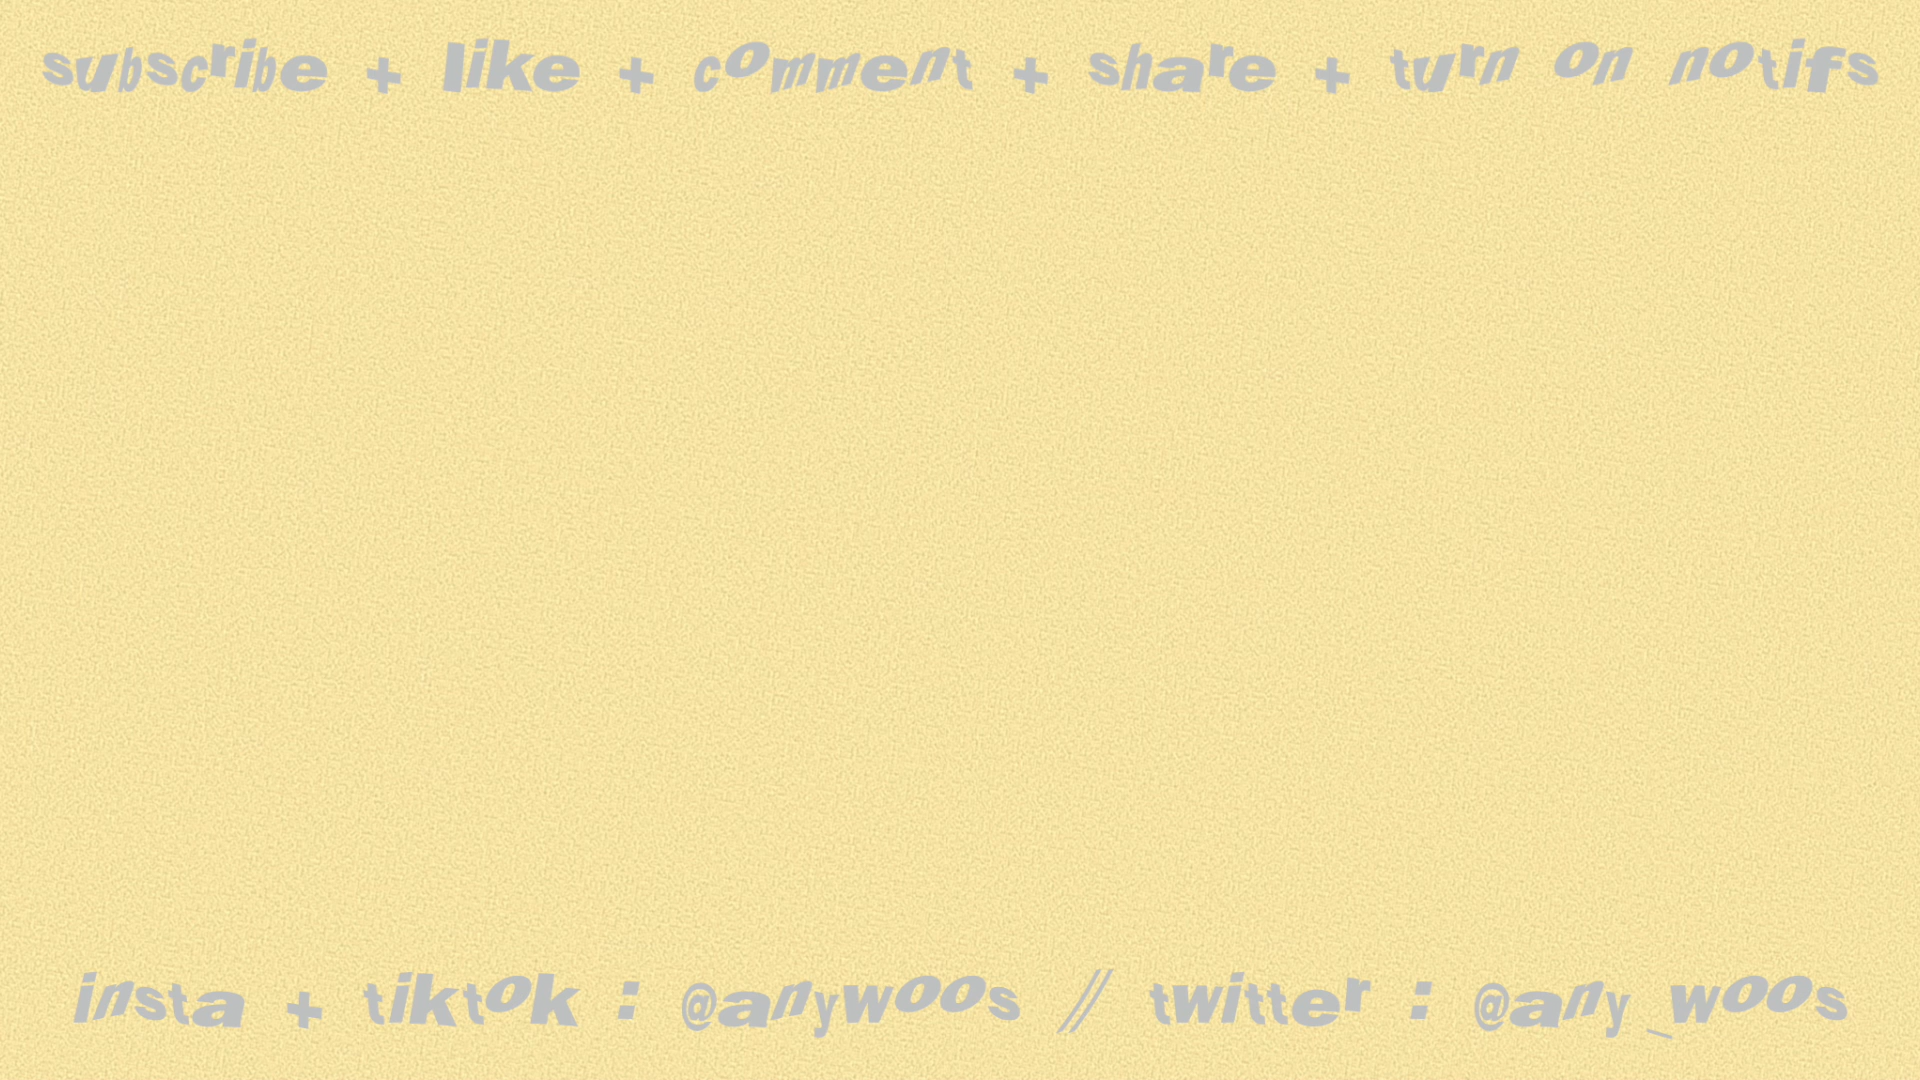 subscribe + like + comment + share + turn on notifs
insta + tiktok : @anywoos // twitter : @any_woos